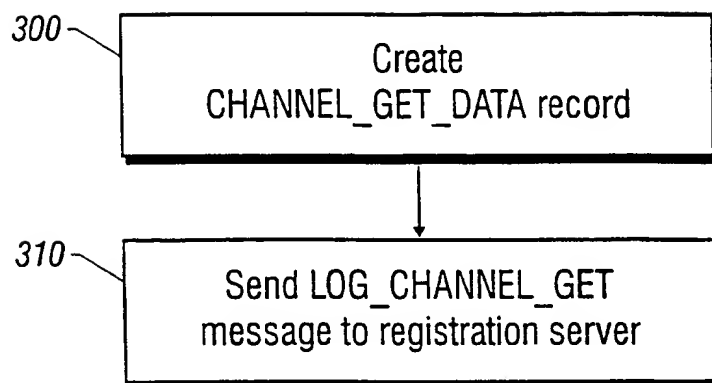 300
Create
CHANNEL_GET_DATA record
310
Send LOG_CHANNEL_GET
message to registration server